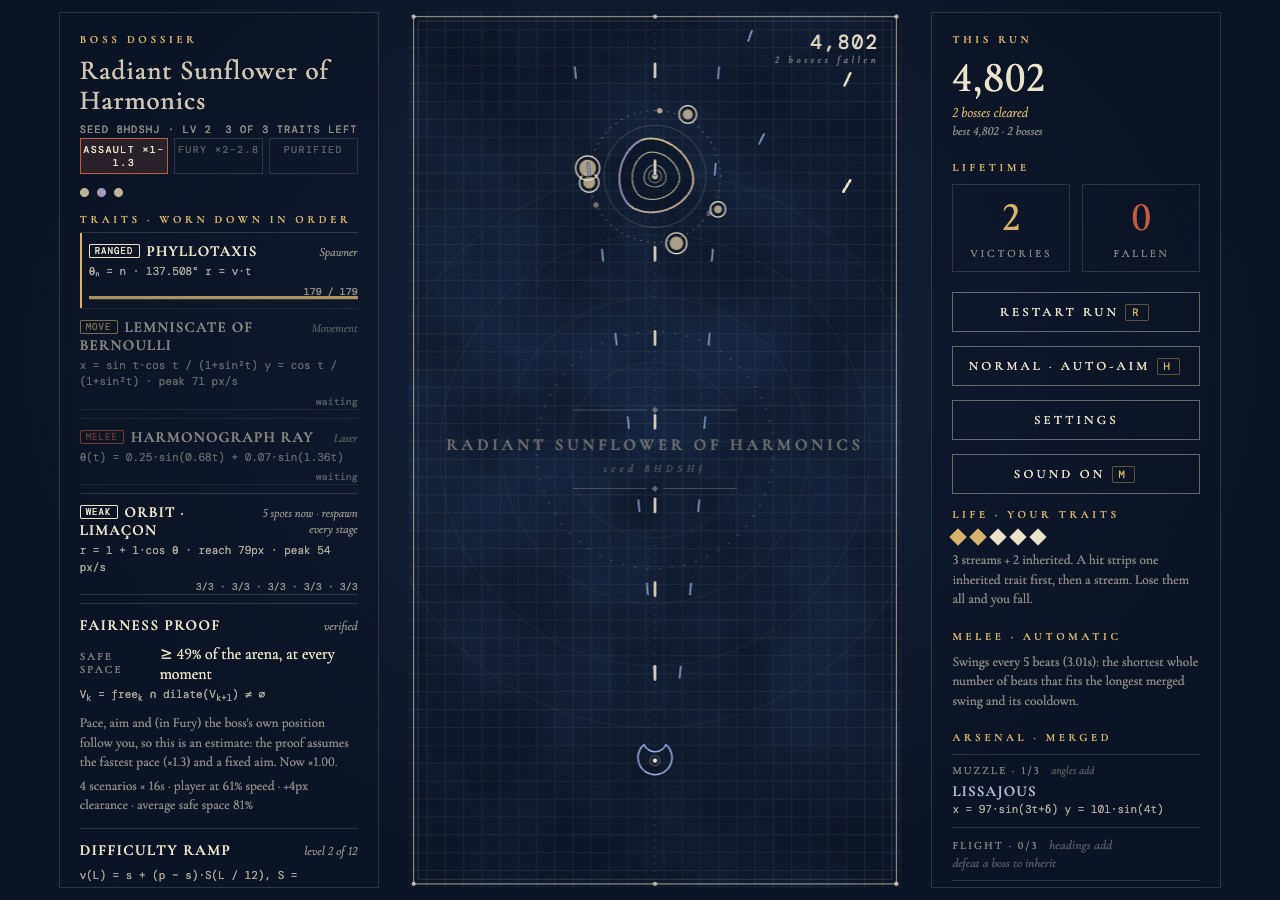 BOSS DOSSIER
Radiant Sunflower of
Harmonics
SEED 8HDSHJ · LV 2 3 OF 3 TRAITS LEFT
ASSAULT ×1–
1.3
FURY ×2–2.8
PURIFIED
TRAITS · WORN DOWN IN ORDER
RANGED PHYLLOTAXIS Spawner
θₙ = n · 137.508° r = v·t
179 / 179
MOVE LEMNISCATE OF Movement
BERNOULLI
x = sin t·cos t / (1+sin²t) y = cos t /
(1+sin²t) · peak 71 px/s
waiting
MELEE HARMONOGRAPH RAY Laser
θ(t) = 0.25·sin(0.68t) + 0.07·sin(1.36t)
waiting
WEAK ORBIT · 5 spots now · respawn
LIMAÇON every stage
r = 1 + 1·cos θ · reach 79px · peak 54
px/s
3/3 · 3/3 · 3/3 · 3/3 · 3/3
FAIRNESS PROOF verified
SAFE
SPACE
≥ 49% of the arena, at every
moment
Vk = freek ∩ dilate(Vk+1) ≠ ∅
Pace, aim and (in Fury) the boss's own position
follow you, so this is an estimate: the proof assumes
the fastest pace (×1.3) and a fixed aim. Now ×1.00.
4 scenarios × 16s · player at 61% speed · +4px
clearance · average safe space 81%
DIFFICULTY RAMP level 2 of 12
v(L) = s + (p − s)·S(L / 12), S =
4,802
2 bosses fallen
RADIANT SUNFLOWER OF HARMONICS
seed 8HDSHJ
THIS RUN
4,802
2 bosses cleared
best 4,802 · 2 bosses
LIFETIME
2
VICTORIES
0
FALLEN
RESTART RUN R
NORMAL · AUTO-AIM H
SETTINGS
SOUND ON M
LIFE · YOUR TRAITS
3 streams + 2 inherited. A hit strips one
inherited trait first, then a stream. Lose them
all and you fall.
MELEE · AUTOMATIC
Swings every 5 beats (3.01s): the shortest whole
number of beats that fits the longest merged
swing and its cooldown.
ARSENAL · MERGED
MUZZLE · 1/3 angles add
LISSAJOUS
x = 97·sin(3t+δ) y = 101·sin(4t)
FLIGHT · 0/3 headings add
defeat a boss to inherit